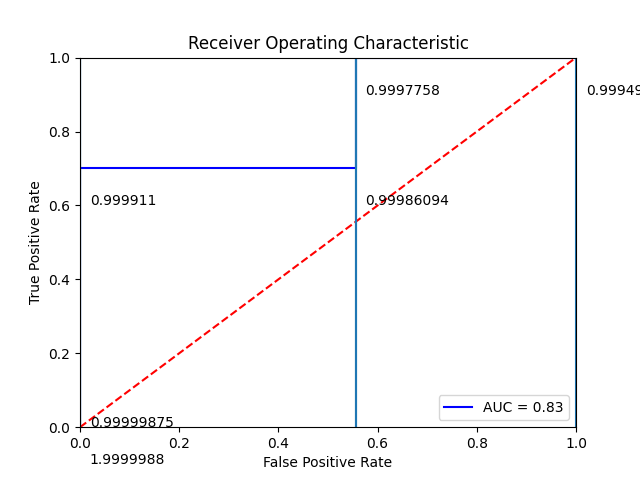 Receiver Operating Characteristic
1.0
0.9997758
0.99949
0.8
0.6
0.999911
0.99986094
True Positive Rate
0.4
0.2
AUC = 0.83
0.99999875
0.0
0.0 0.2 0.4 0.6 0.8 1.0
1.9999988
False Positive Rate